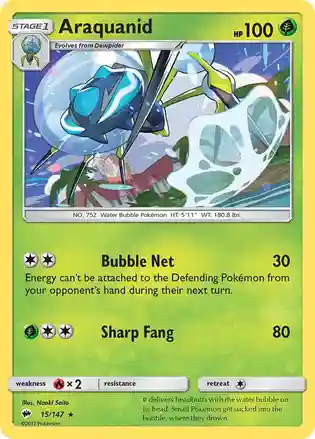 STAGE 1 Araquanid HP 100
Evolves from Dewpider
NO. 752 Water Bubble Pokémon HT: 5'11" WT: 180.8 lbs.
Bubble Net 30
Energy can't be attached to the Defending Pokémon from
your opponent's hand during their next turn.
Sharp Fang 80
weakness ×2 resistance retreat
Illus. Naoki Saito
15/147 ★
©2017 Pokémon
It delivers headbutts with the water bubble on
its head. Small Pokémon get sucked into the
bubble, where they drown.